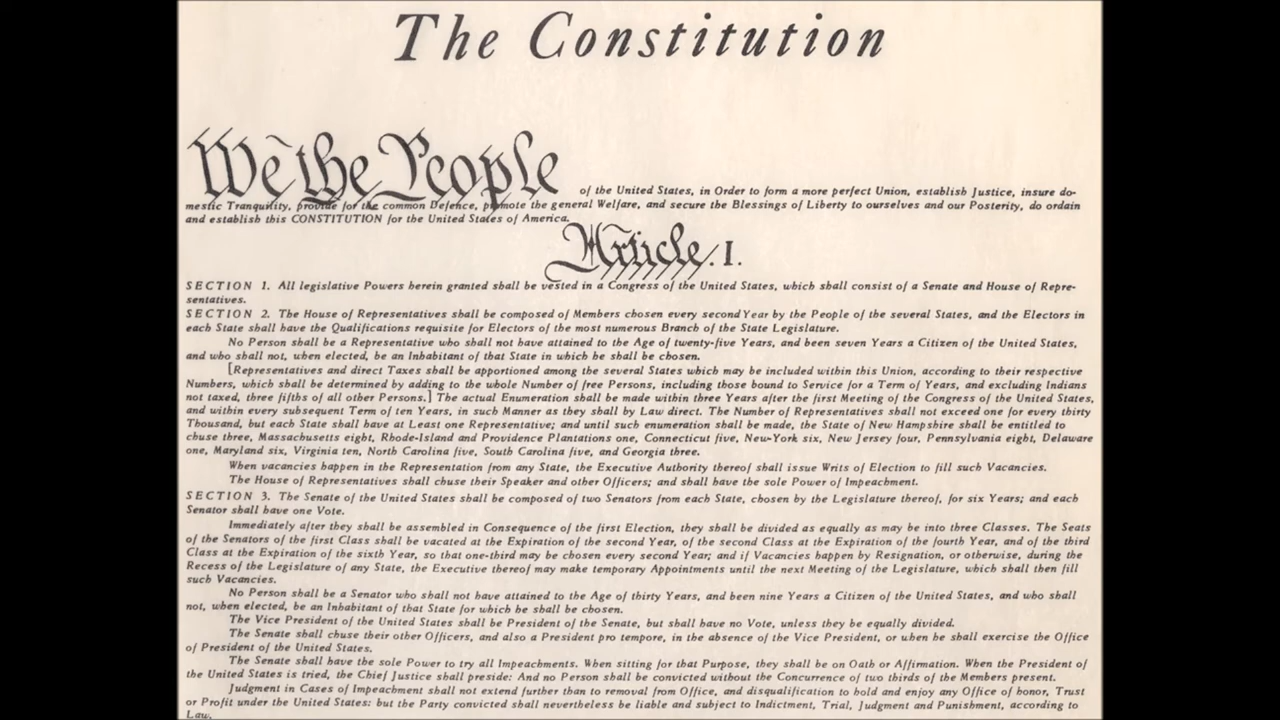 The Constitution
We the People of the United States, in Order to form a more perfect Union, establish Justice, insure do-
mestic Tranquility, provide for the common Defence, promote the general Welfare, and secure the Blessings of Liberty to ourselves and our Posterity, do ordain
and establish this CONSTITUTION for the United States of America.
Article. I.
SECTION 1. All legislative Powers herein granted shall be vested in a Congress of the United States, which shall consist of a Senate and House of Repre-
sentatives.
SECTION 2. The House of Representatives shall be composed of Members chosen every second Year by the People of the several States, and the Electors in
each State shall have the Qualifications requisite for Electors of the most numerous Branch of the State Legislature.
No Person shall be a Representative who shall not have attained to the Age of twenty-five Years, and been seven Years a Citizen of the United States,
and who shall not, when elected, be an Inhabitant of that State in which he shall be chosen.
[Representatives and direct Taxes shall be apportioned among the several States which may be included within this Union, according to their respective
Numbers, which shall be determined by adding to the whole Number of free Persons, including those bound to Service for a Term of Years, and excluding Indians
not taxed, three fifths of all other Persons.] The actual Enumeration shall be made within three Years after the first Meeting of the Congress of the United States,
and within every subsequent Term of ten Years, in such Manner as they shall by Law direct. The Number of Representatives shall not exceed one for every thirty
Thousand, but each State shall have at Least one Representative; and until such enumeration shall be made, the State of New Hampshire shall be entitled to
chuse three, Massachusetts eight, Rhode-Island and Providence Plantations one, Connecticut five, New-York six, New Jersey four, Pennsylvania eight, Delaware
one, Maryland six, Virginia ten, North Carolina five, South Carolina five, and Georgia three.
When vacancies happen in the Representation from any State, the Executive Authority thereof shall issue Writs of Election to fill such Vacancies.
The House of Representatives shall chuse their Speaker and other Officers; and shall have the sole Power of Impeachment.
SECTION 3. The Senate of the United States shall be composed of two Senators from each State, chosen by the Legislature thereof, for six Years; and each
Senator shall have one Vote.
Immediately after they shall be assembled in Consequence of the first Election, they shall be divided as equally as may be into three Classes. The Seats
of the Senators of the first Class shall be vacated at the Expiration of the second Year, of the second Class at the Expiration of the fourth Year, and of the third
Class at the Expiration of the sixth Year, so that one-third may be chosen every second Year; and if Vacancies happen by Resignation, or otherwise, during the
Recess of the Legislature of any State, the Executive thereof may make temporary Appointments until the next Meeting of the Legislature, which shall then fill
such Vacancies.
No Person shall be a Senator who shall not have attained to the Age of thirty Years, and been nine Years a Citizen of the United States, and who shall
not, when elected, be an Inhabitant of that State for which he shall be chosen.
The Vice President of the United States shall be President of the Senate, but shall have no Vote, unless they be equally divided.
The Senate shall chuse their other Officers, and also a President pro tempore, in the absence of the Vice President, or when he shall exercise the Office
of President of the United States.
The Senate shall have the sole Power to try all Impeachments. When sitting for that Purpose, they shall be on Oath or Affirmation. When the President of
the United States is tried, the Chief Justice shall preside: And no Person shall be convicted without the Concurrence of two thirds of the Members present.
Judgment in Cases of Impeachment shall not extend further than to removal from Office, and disqualification to hold and enjoy any Office of honor, Trust
or Profit under the United States: but the Party convicted shall nevertheless be liable and subject to Indictment, Trial, Judgment and Punishment, according to
Law.